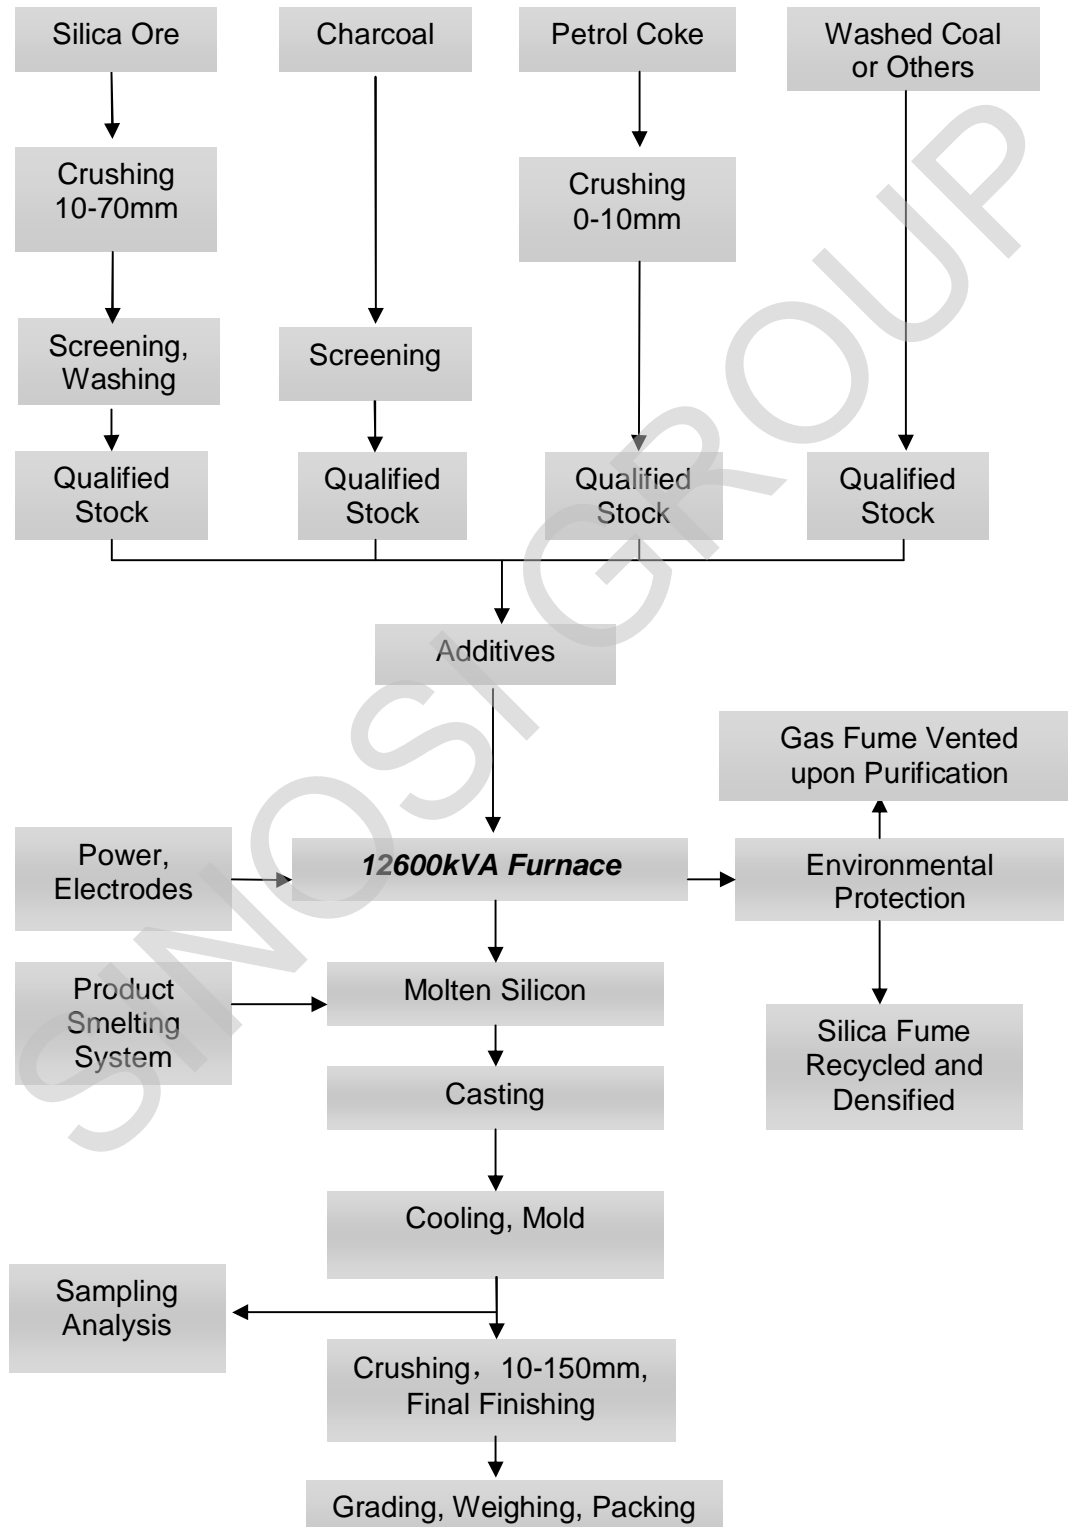 Silica Ore
Charcoal
Petrol Coke
Washed Coal
or Others
Crushing
10-70mm
Crushing
0-10mm
Screening,
Washing
Screening
Qualified
Stock
Qualified
Stock
Qualified
Stock
Qualified
Stock
Additives
Gas Fume Vented
upon Purification
Power,
Electrodes
12600kVA Furnace
Environmental
Protection
Product
Smelting
System
Molten Silicon
Silica Fume
Recycled and
Densified
Casting
Cooling, Mold
Sampling
Analysis
Crushing，10-150mm,
Final Finishing
Grading, Weighing, Packing
SINOSI GROUP